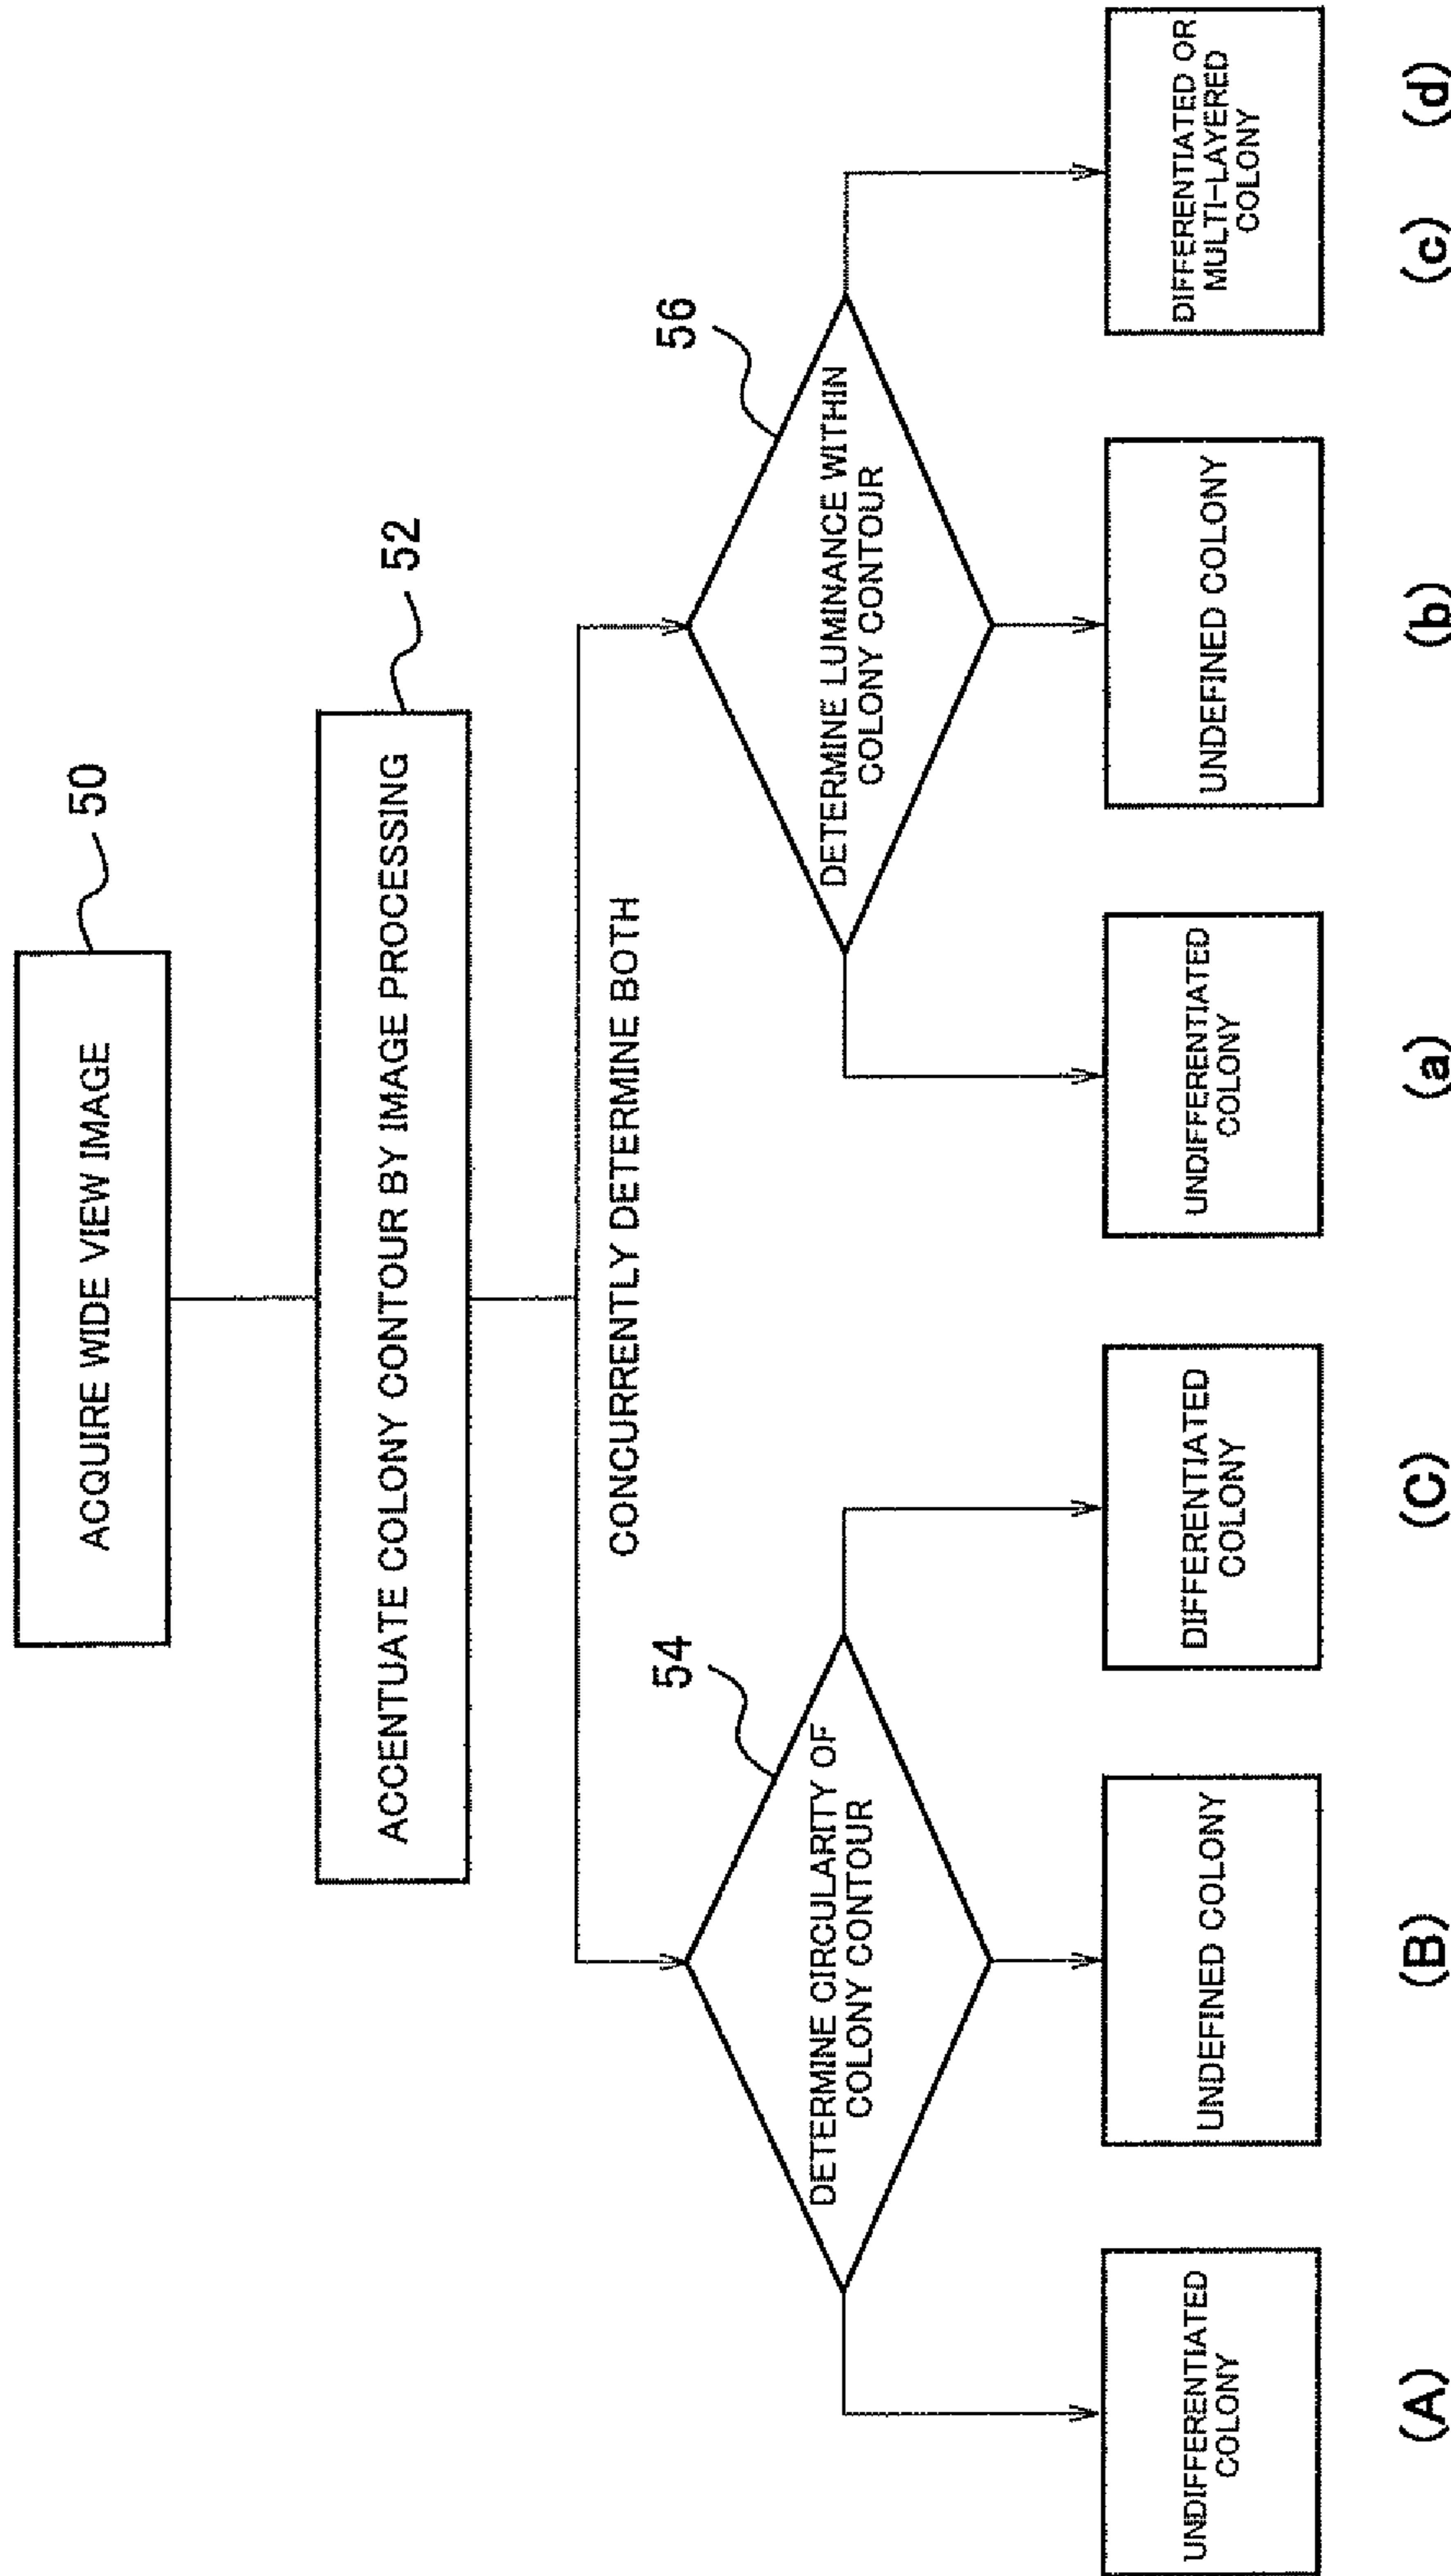 ACQUIRE WIDE VIEW IMAGE
50
ACCENTUATE COLONY CONTOUR BY IMAGE PROCESSING
52
CONCURRENTLY DETERMINE BOTH
54
DETERMINE CIRCULARITY OF
COLONY CONTOUR
56
DETERMINE LUMINANCE WITHIN
COLONY CONTOUR
UNDIFFERENTIATED
COLONY
UNDEFINED COLONY
DIFFERENTIATED
COLONY
UNDIFFERENTIATED
COLONY
UNDEFINED COLONY
DIFFERENTIATED OR
MULTI-LAYERED
COLONY
(A)
(B)
(C)
(a)
(b)
(c)
(d)